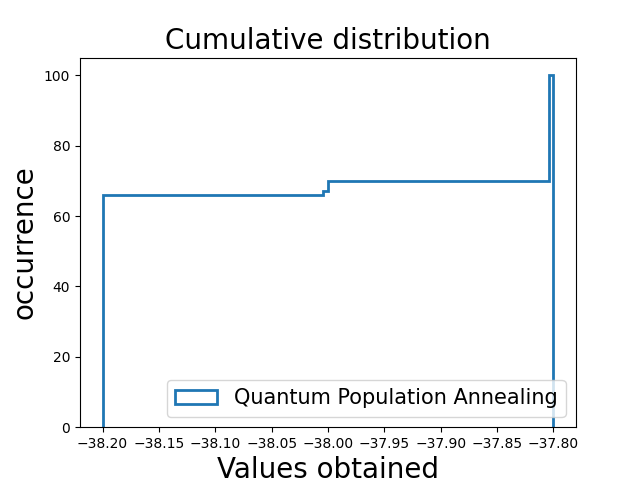 Cumulative distribution
100
80
60
40
20
0
occurrence
Quantum Population Annealing
−38.20 −38.15 −38.10 −38.05 −38.00 −37.95 −37.90 −37.85 −37.80
Values obtained